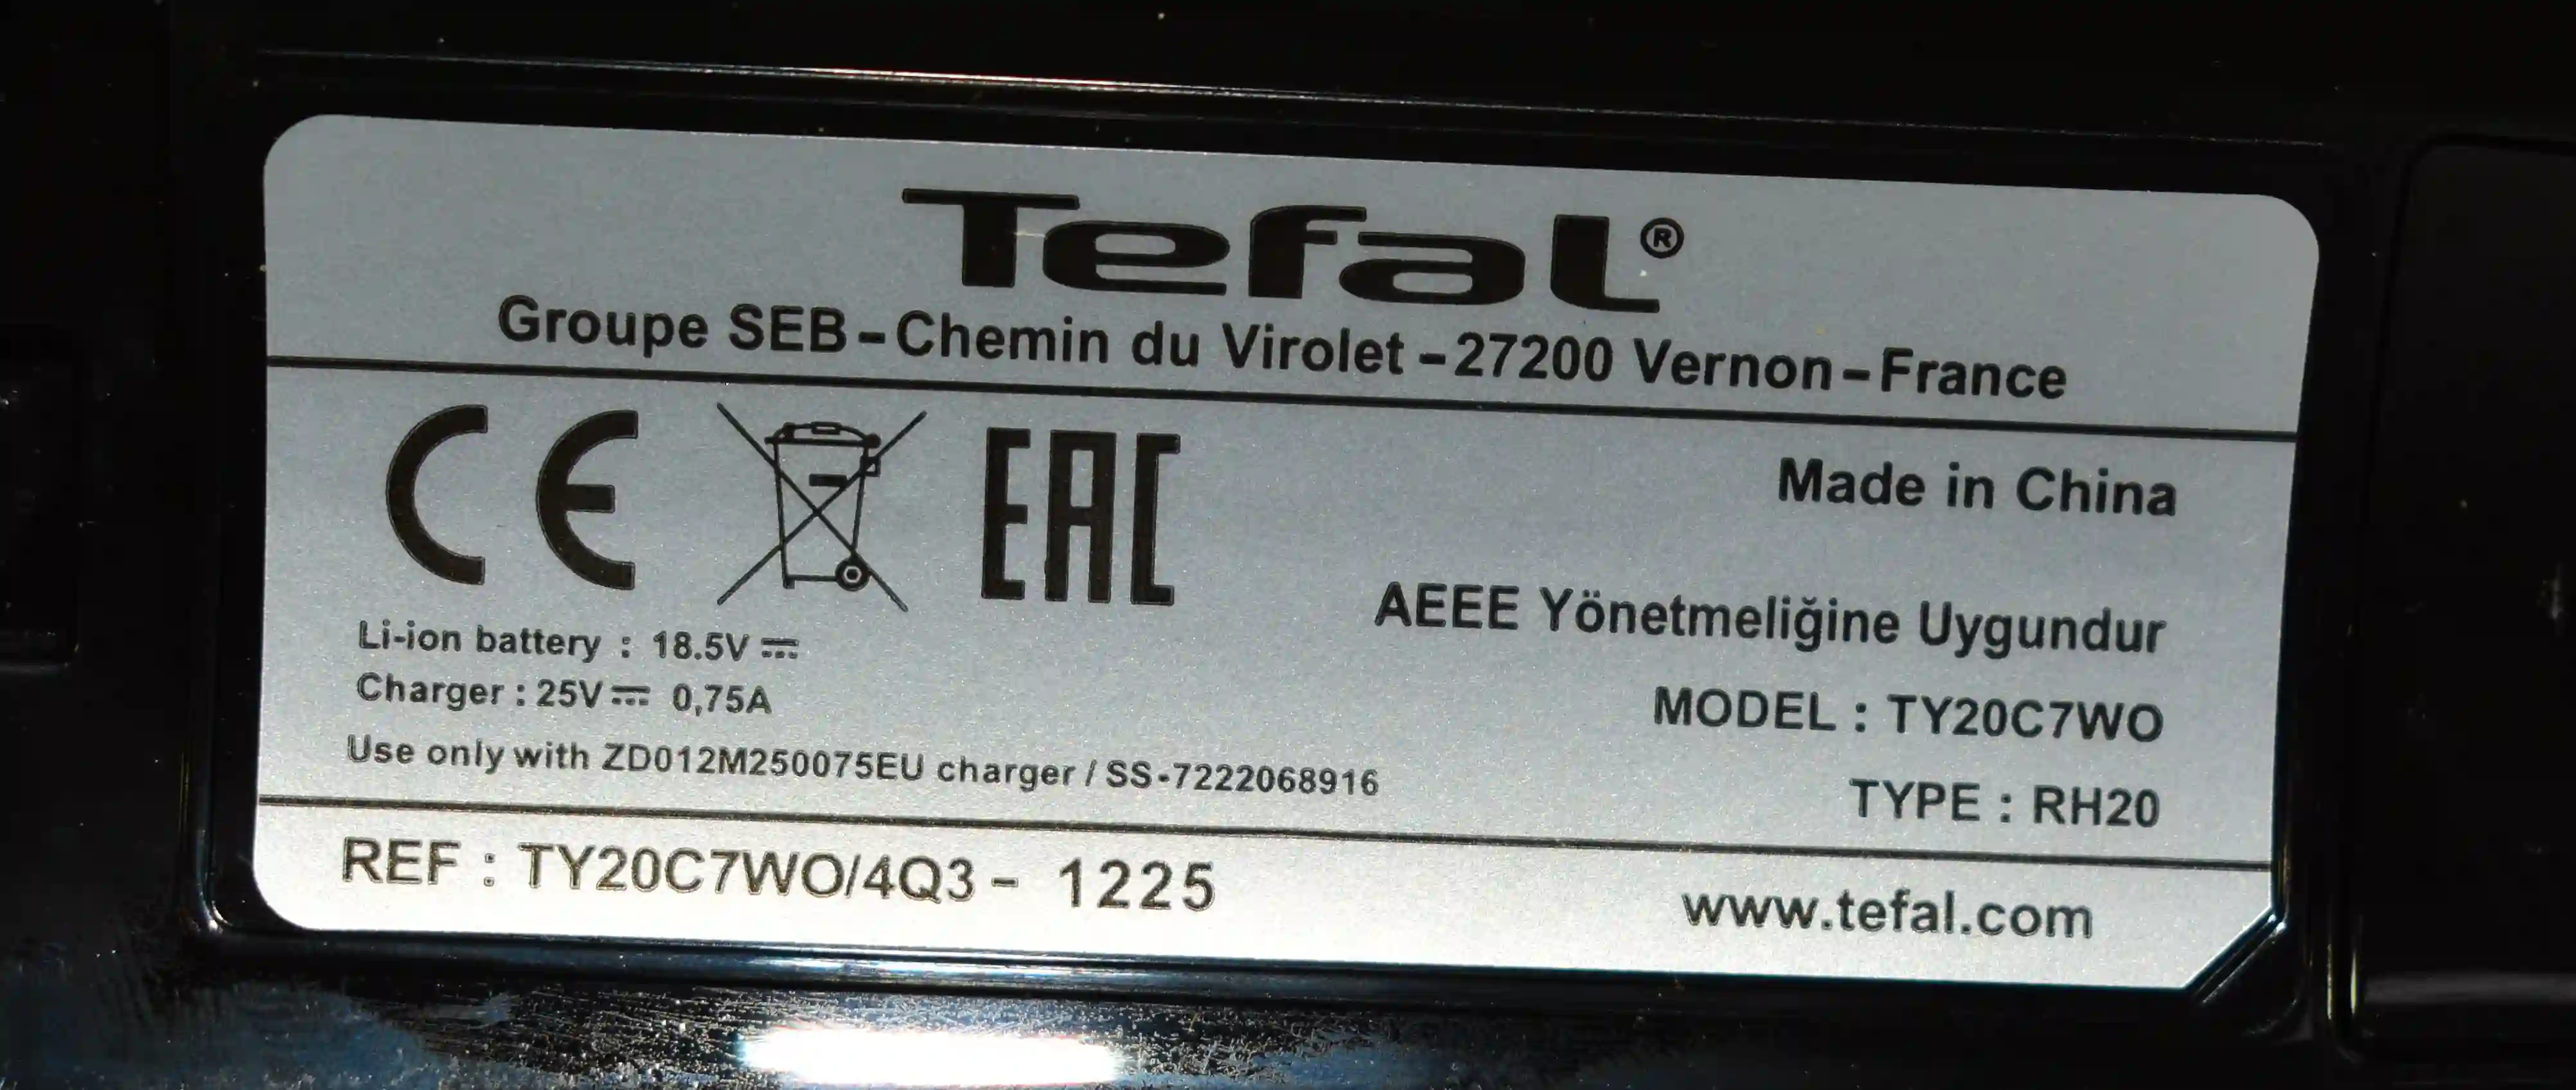 Tefal®
Groupe SEB – Chemin du Virolet – 27200 Vernon – France
CE EAC
Made in China
AEEE Yönetmeliğine Uygundur
Li-ion battery : 18.5V ⎓
Charger : 25V ⎓ 0,75A
MODEL : TY20C7WO
Use only with ZD012M250075EU charger / SS-7222068916
TYPE : RH20
REF : TY20C7WO/4Q3 - 1225
www.tefal.com